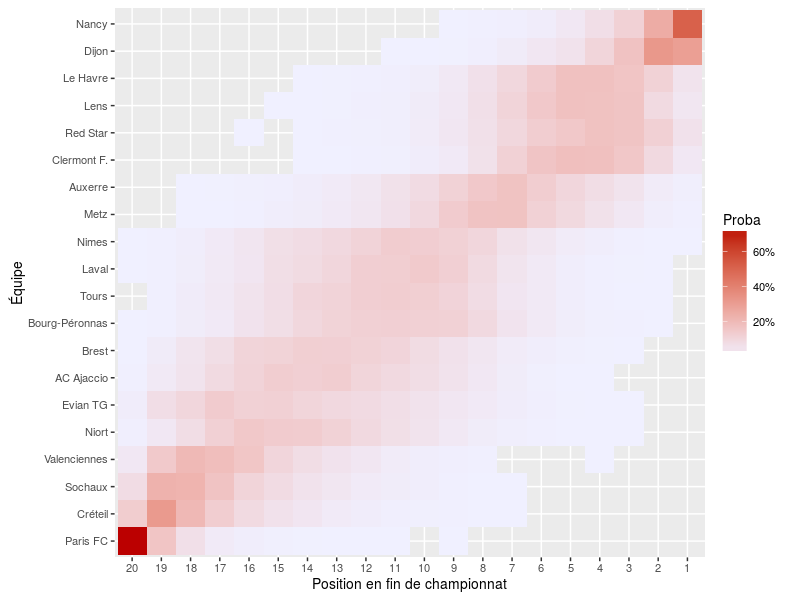 Nancy
Dijon
Le Havre
Lens
Red Star
Clermont F.
Auxerre
Metz
Nimes
Laval
Tours
Bourg-Péronnas
Brest
AC Ajaccio
Evian TG
Niort
Valenciennes
Sochaux
Créteil
Paris FC
Équipe
20 19 18 17 16 15 14 13 12 11 10 9 8 7 6 5 4 3 2 1
Position en fin de championnat
Proba
60%
40%
20%